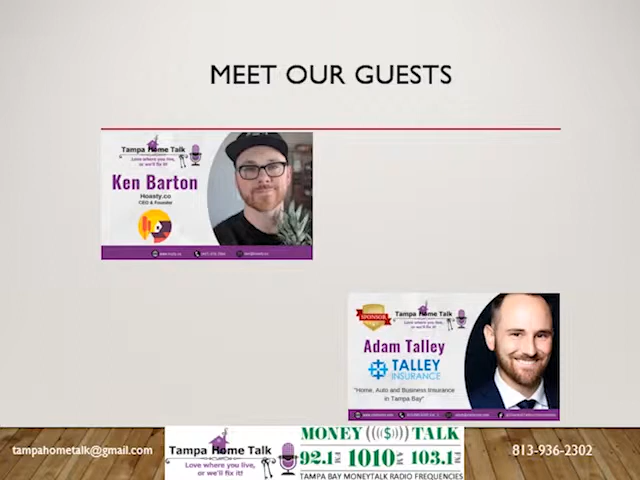 MEET OUR GUESTS
Tampa Home Talk
Love where you live,
or we'll fix it!
Ken Barton
Hoasty.co
CEO & Founder
SPONSOR
Tampa Home Talk
Love where you live,
or we'll fix it!
Adam Talley
TALLEY
INSURANCE
"Home, Auto and Business Insurance
in Tampa Bay"
tampahometalk@gmail.com
Tampa Home Talk
Love where you live,
or we'll fix it!
MONEY (((($)))) TALK
92.1 FM 1010 AM 103.1 FM
TAMPA BAY MONEYTALK RADIO FREQUENCIES
813-936-2302